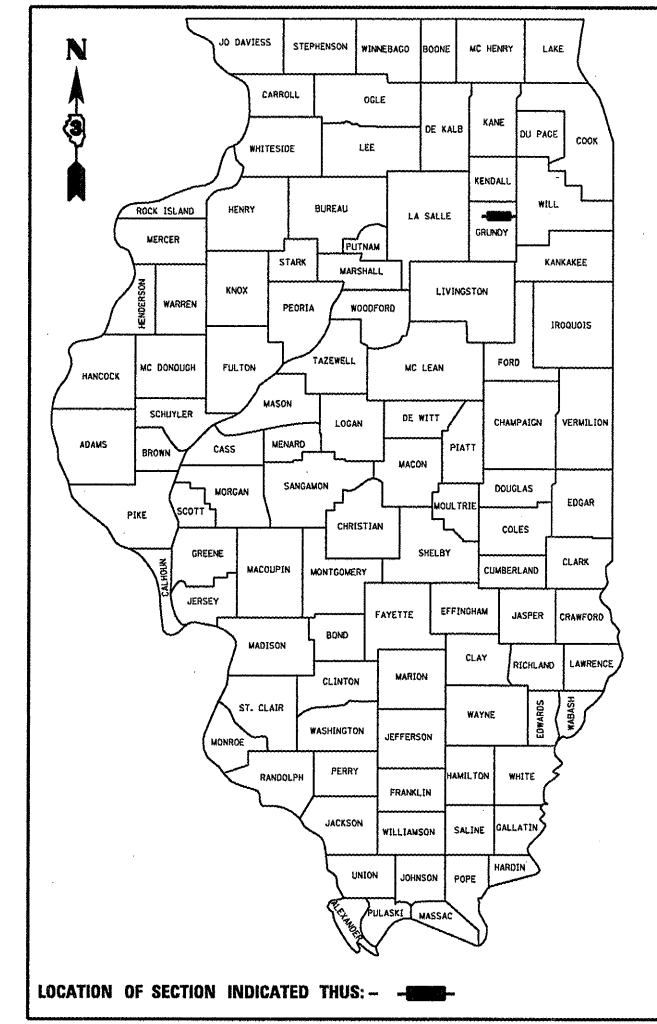 JO DAVIESS
STEPHENSON
WINNEBAGO
BOONE
MC HENRY
LAKE
N
CARROLL
OGLE
DE KALB
KANE
DU PAGE
COOK
3
WHITESIDE
LEE
KENDALL
WILL
ROCK ISLAND
HENRY
BUREAU
LA SALLE
GRUNDY
MERCER
PUTNAM
STARK
MARSHALL
KANKAKEE
HENDERSON
WARREN
KNOX
PEORIA
WOODFORD
LIVINGSTON
IROQUOIS
HANCOCK
MC DONOUGH
FULTON
TAZEWELL
MC LEAN
FORD
SCHUYLER
MASON
LOGAN
DE WITT
CHAMPAIGN
VERMILION
ADAMS
BROWN
CASS
MENARD
MACON
PIATT
PIKE
SCOTT
MORGAN
SANGAMON
CHRISTIAN
MOULTRIE
DOUGLAS
EDGAR
COLES
CALHOUN
GREENE
MACOUPIN
MONTGOMERY
SHELBY
CUMBERLAND
CLARK
JERSEY
FAYETTE
EFFINGHAM
JASPER
CRAWFORD
MADISON
BOND
CLAY
RICHLAND
LAWRENCE
CLINTON
MARION
ST. CLAIR
WAYNE
EDWARDS
WABASH
MONROE
WASHINGTON
JEFFERSON
RANDOLPH
PERRY
HAMILTON
WHITE
FRANKLIN
JACKSON
WILLIAMSON
SALINE
GALLATIN
UNION
JOHNSON
POPE
HARDIN
ALEXANDER
PULASKI
MASSAC
LOCATION OF SECTION INDICATED THUS: -